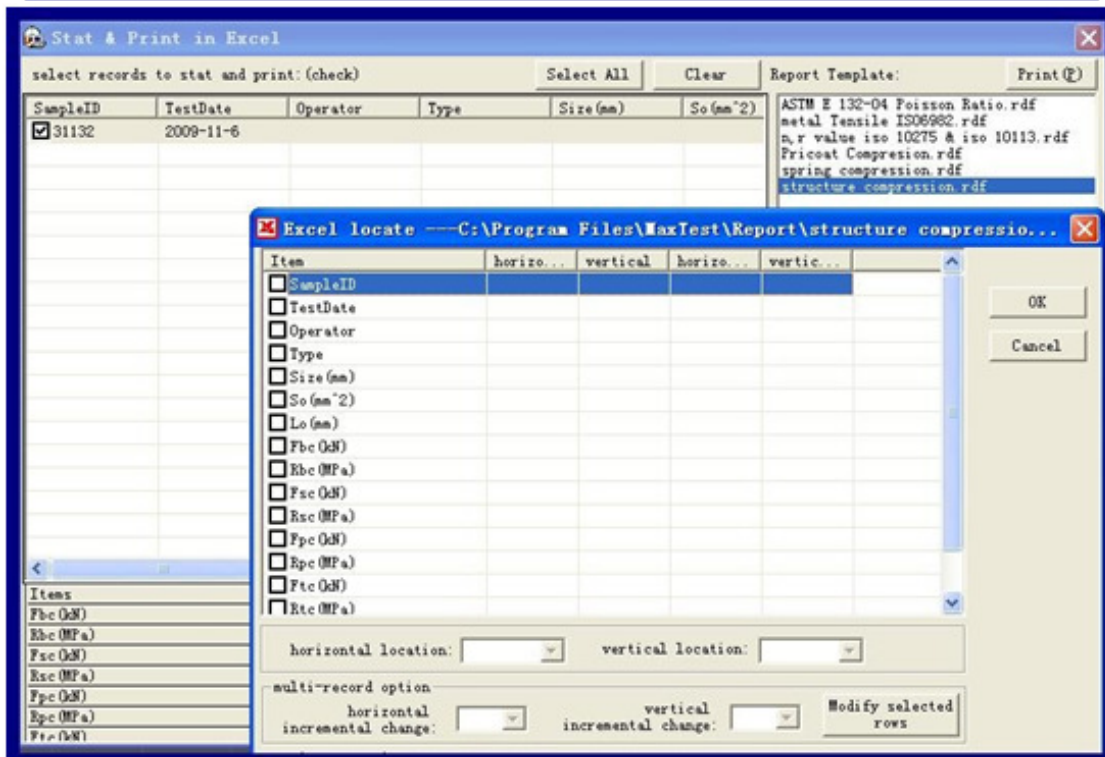 Stat & Print in Excel
select records to stat and print:(check)
Select All
Clear
Report Template:
Print(P)
SampleID TestDate Operator Type Size(mm) So(mm^2)
31132 2009-11-6
ASTM E 132-04 Poisson Ratio.rdf
metal Tensile ISO6982.rdf
n,r value iso 10275 & iso 10113.rdf
Pricoat Compresion.rdf
spring compression.rdf
structure compression.rdf
Excel locate ---C:\Program Files\MaxTest\Report\structure compressio...
Item horizo... vertical horizo... vertic...
SampleID
TestDate
Operator
Type
Size(mm)
So(mm^2)
Lo(mm)
Fbc(kN)
Rbc(MPa)
Fsc(kN)
Rsc(MPa)
Fpc(kN)
Rpc(MPa)
Ftc(kN)
Rtc(MPa)
OK
Cancel
Items
Fbc(kN)
Rbc(MPa)
Fsc(kN)
Rsc(MPa)
Fpc(kN)
Rpc(MPa)
Ftc(kN)
horizontal location:
vertical location:
multi-record option
horizontal
incremental change:
vertical
incremental change:
Modify selected
rows